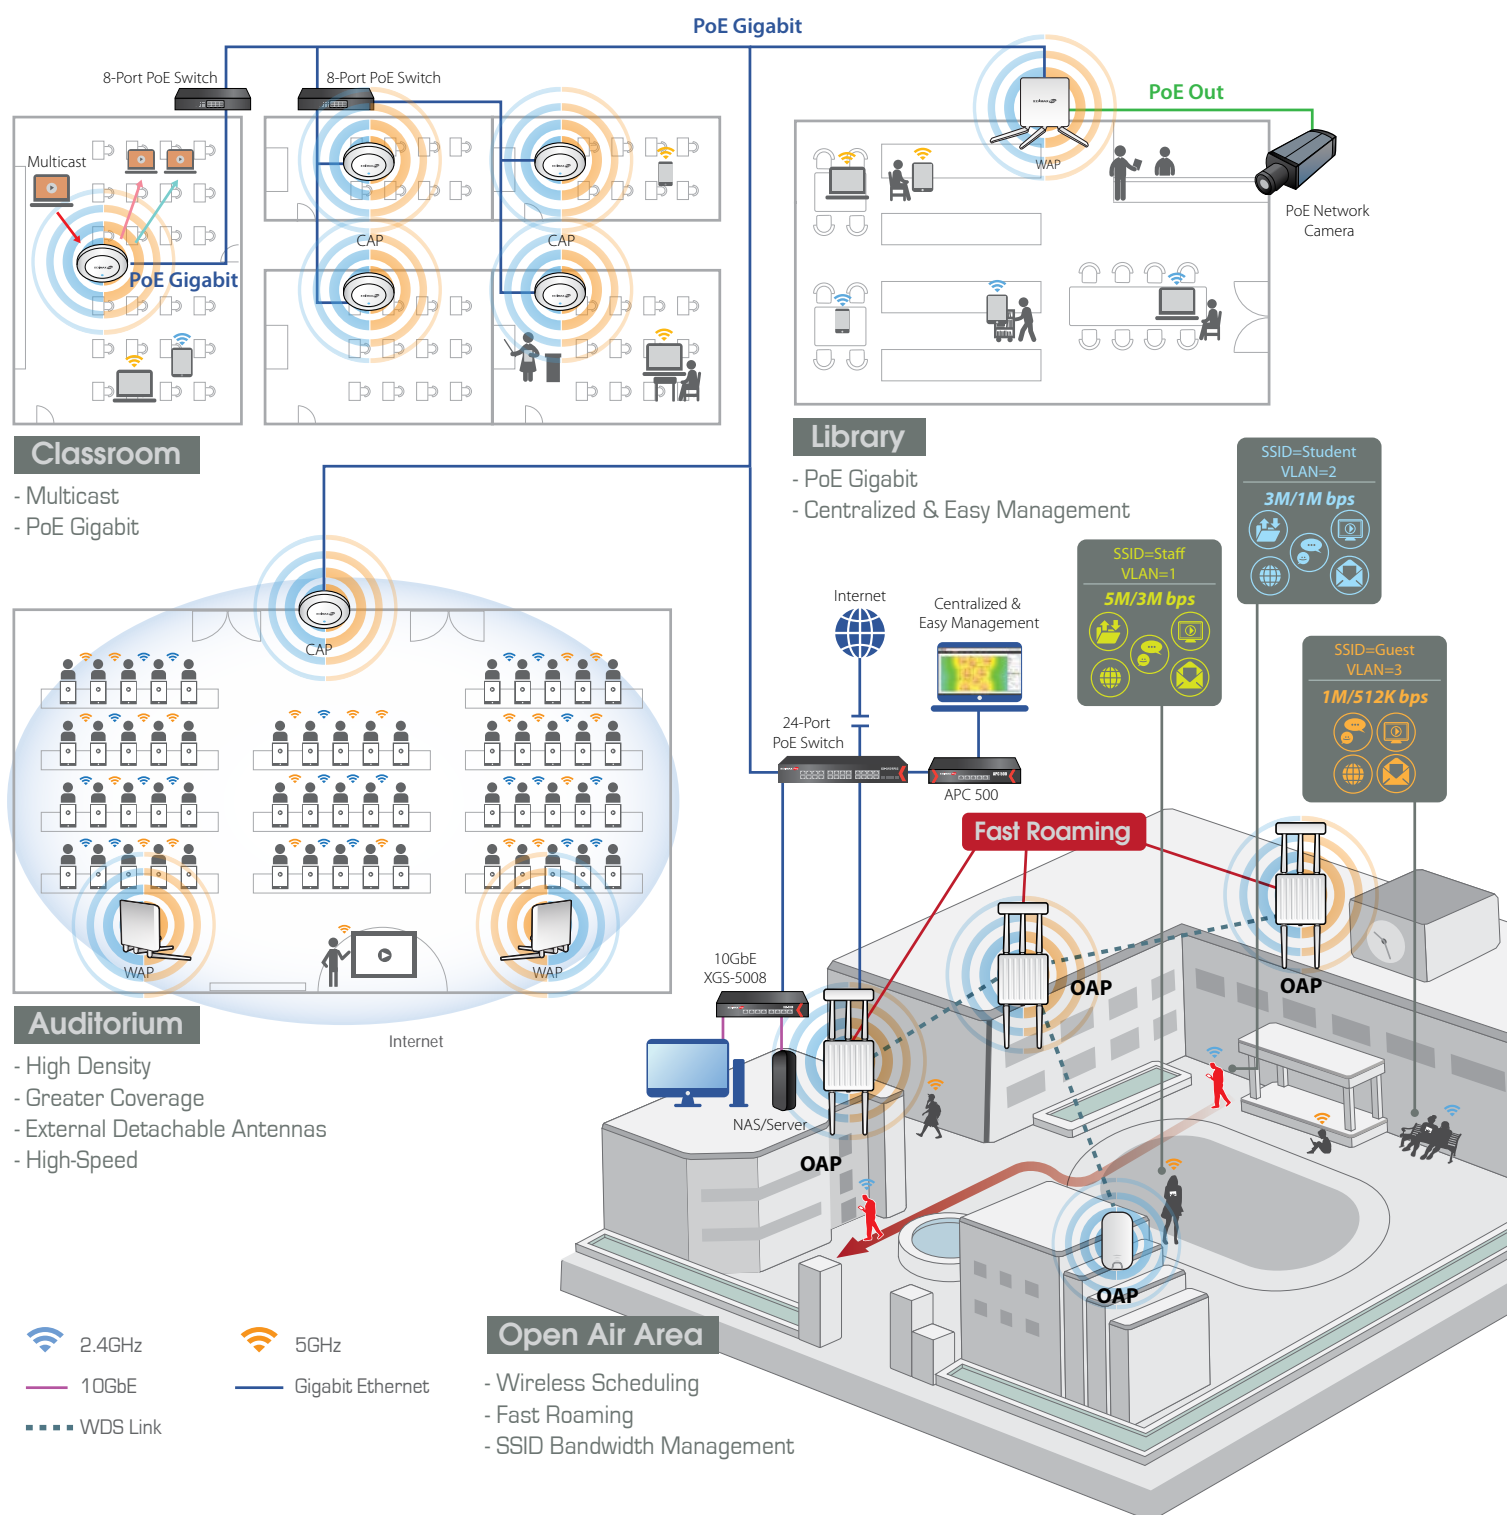 PoE Gigabit
8-Port PoE Switch
8-Port PoE Switch
Multicast
PoE Gigabit
CAP
CAP
PoE Out
WAP
PoE Network
Camera
Classroom
- Multicast
- PoE Gigabit
Library
- PoE Gigabit
- Centralized & Easy Management
SSID=Student
VLAN=2
3M/1M bps
SSID=Staff
VLAN=1
5M/3M bps
SSID=Guest
VLAN=3
1M/512K bps
CAP
WAP
WAP
Internet
Auditorium
- High Density
- Greater Coverage
- External Detachable Antennas
- High-Speed
Internet
Centralized &
Easy Management
24-Port
PoE Switch
APC 500
Fast Roaming
10GbE
XGS-5008
NAS/Server
OAP
OAP
OAP
OAP
Open Air Area
- Wireless Scheduling
- Fast Roaming
- SSID Bandwidth Management
2.4GHz
5GHz
10GbE
Gigabit Ethernet
WDS Link